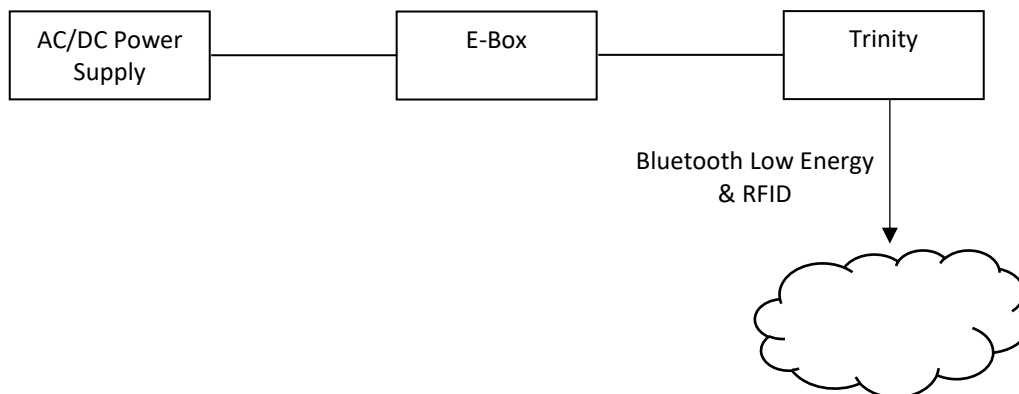 AC/DC Power
Supply
E-Box
Trinity
Bluetooth Low Energy
& RFID